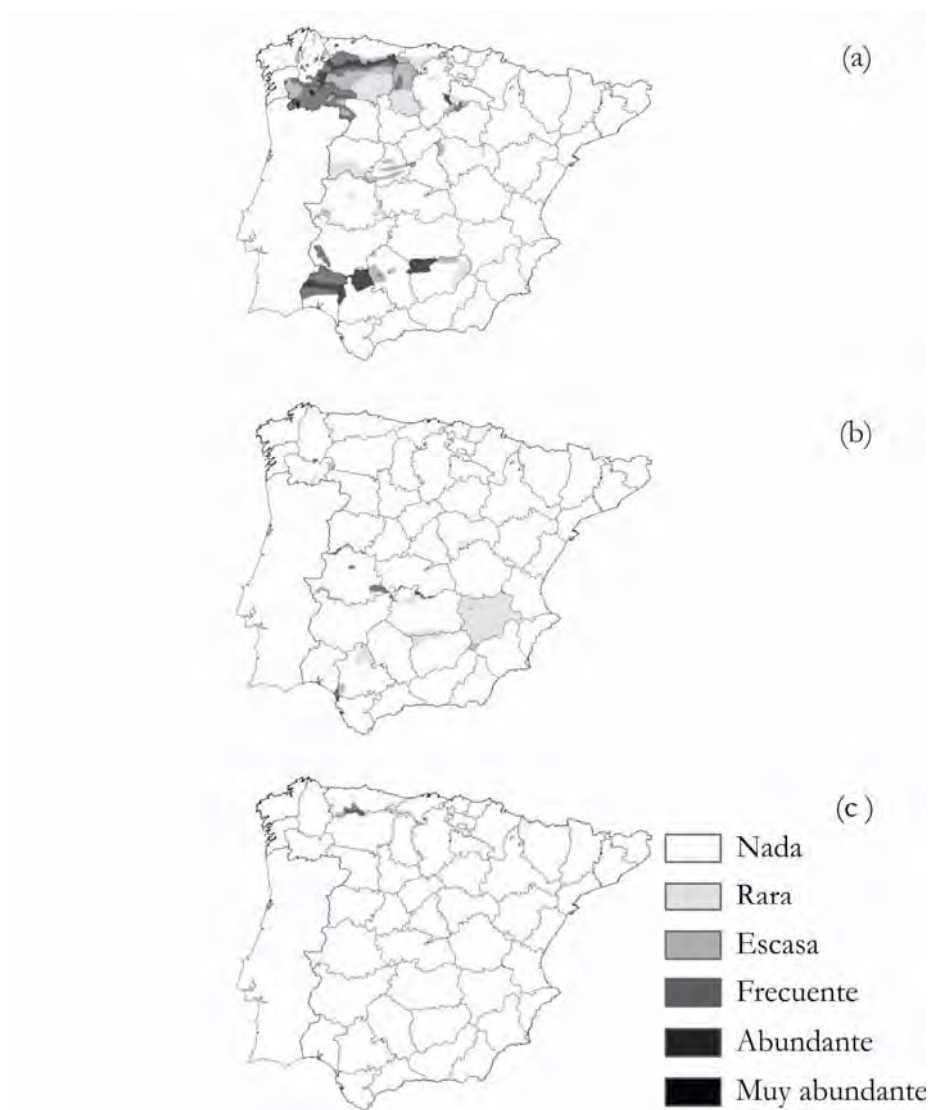 (a)
(b)
(c )
Nada
Rara
Escasa
Frecuente
Abundante
Muy abundante